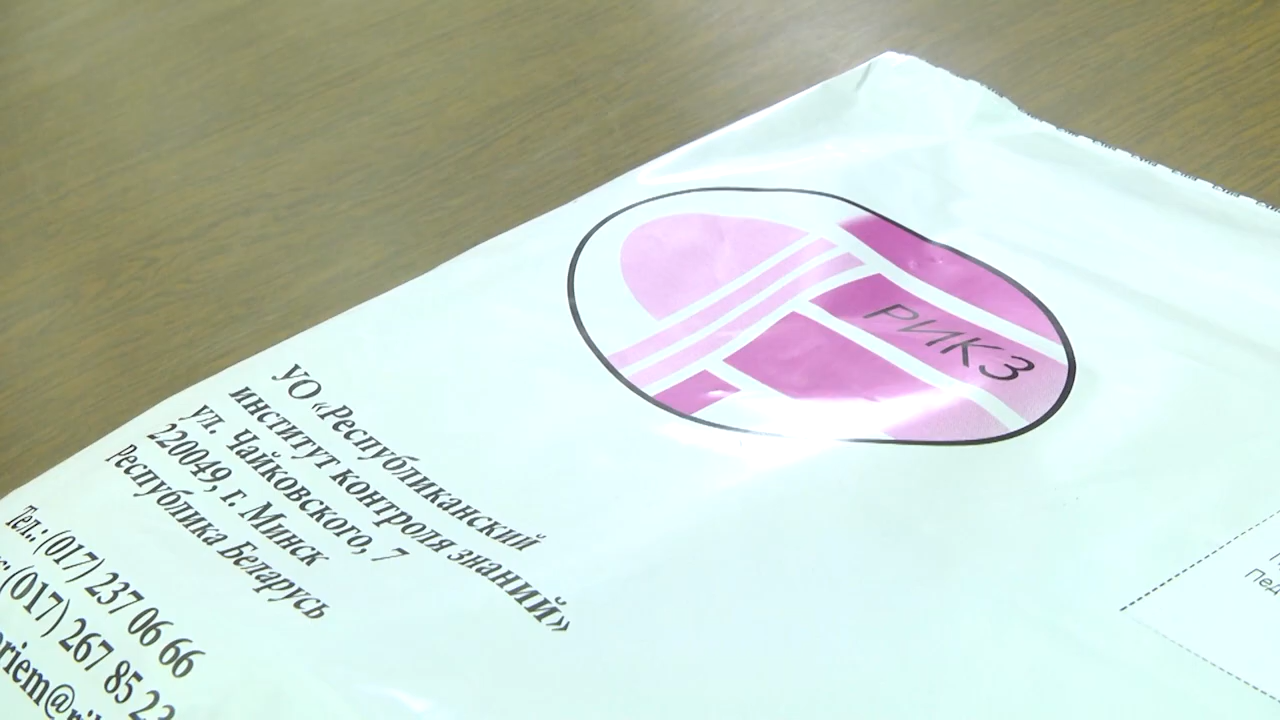 РИКЗ
УО «Республиканский
институт контроля знаний»
ул. Чайковского, 7
220049, г. Минск
Республика Беларусь
Тел.: (017) 237 06 66
(017) 267 85 23